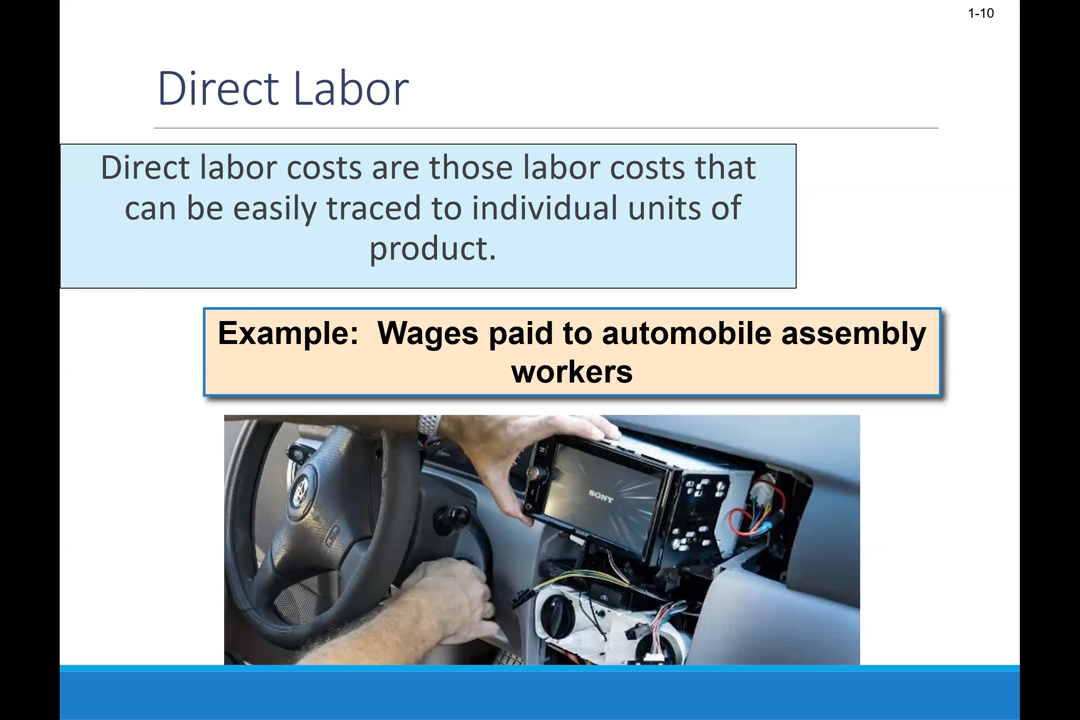 1-10
Direct Labor
Direct labor costs are those labor costs that
can be easily traced to individual units of
product.
Example:  Wages paid to automobile assembly
workers
SONY